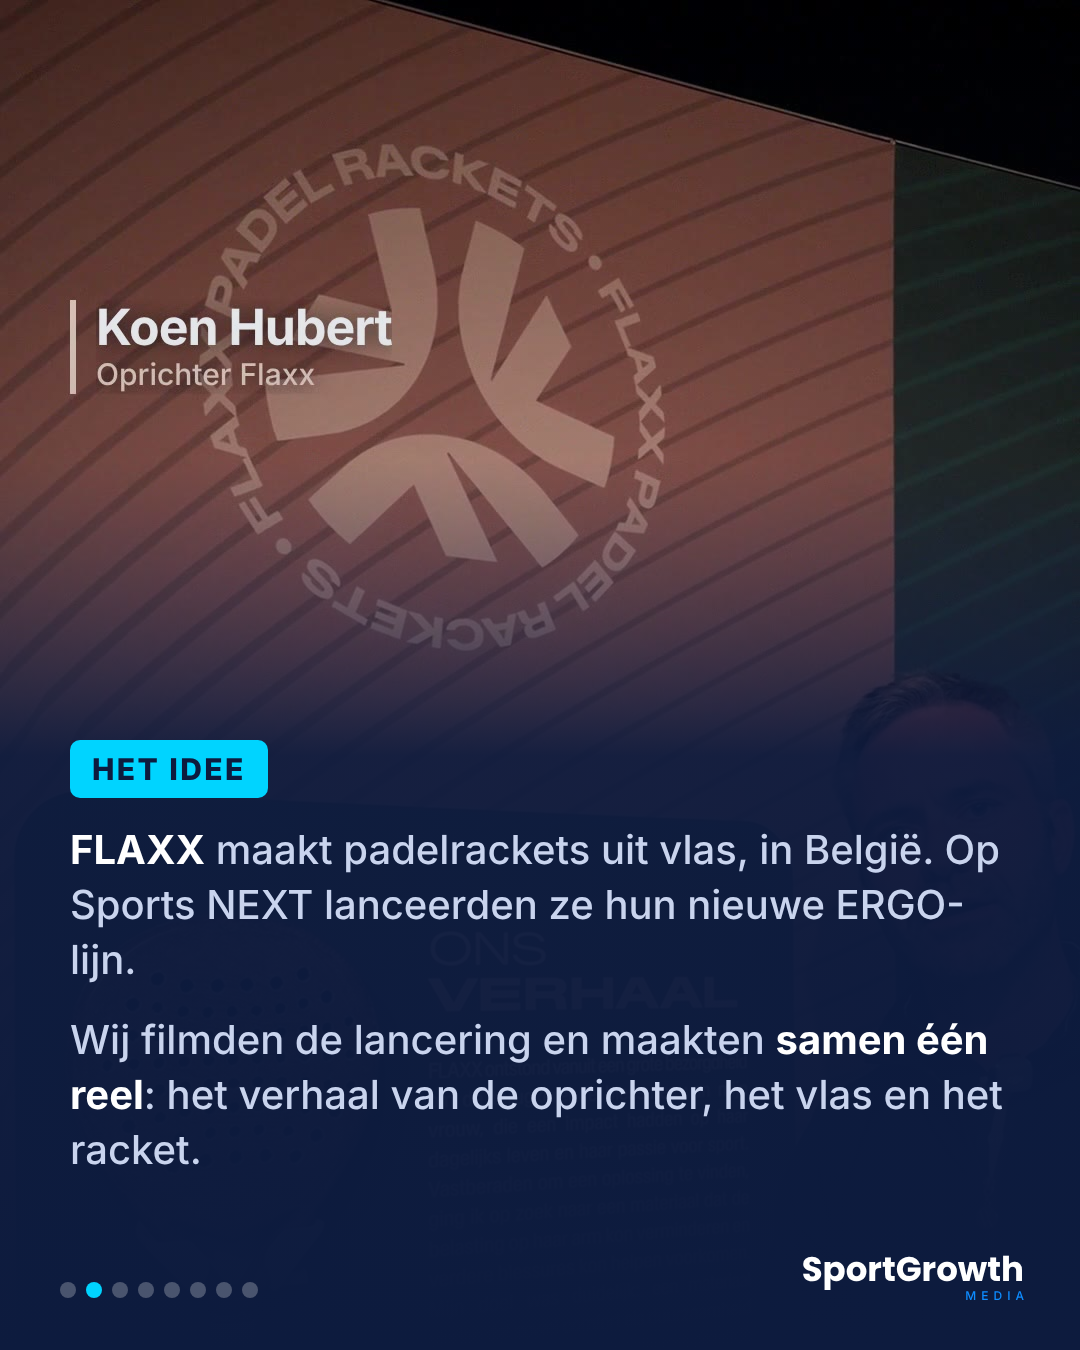 PADEL RACKETS • FLAXX PADEL RACKETS • FLAXX
Koen Hubert
Oprichter Flaxx
HET IDEE
FLAXX maakt padelrackets uit vlas, in België. Op
Sports NEXT lanceerden ze hun nieuwe ERGO-
lijn.
ONS
VERHAAL
Wij filmden de lancering en maakten samen één
reel: het verhaal van de oprichter, het vlas en het
racket.
SportGrowth
MEDIA